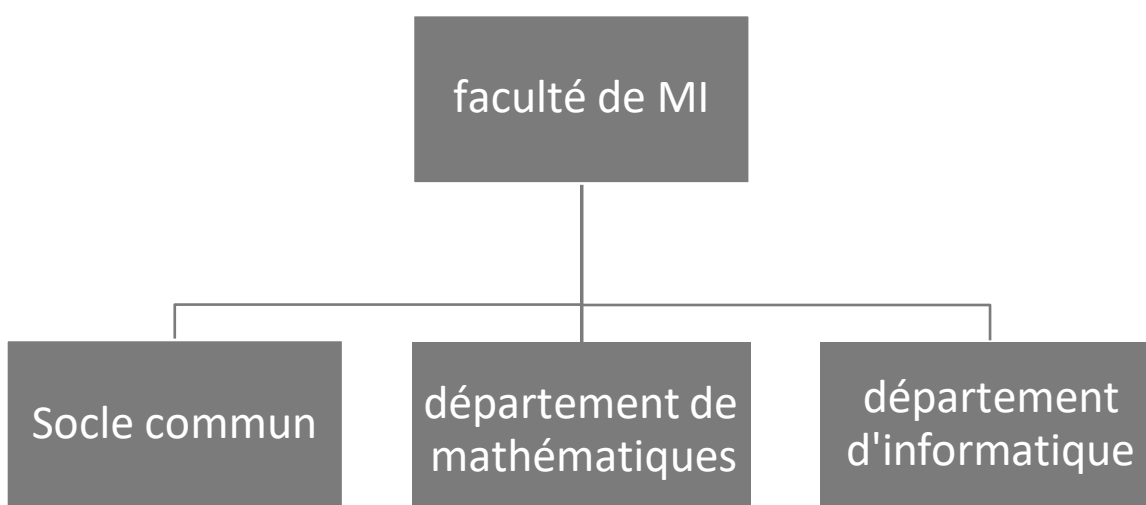 faculté de MI
Socle commun
département de
mathématiques
département
d'informatique